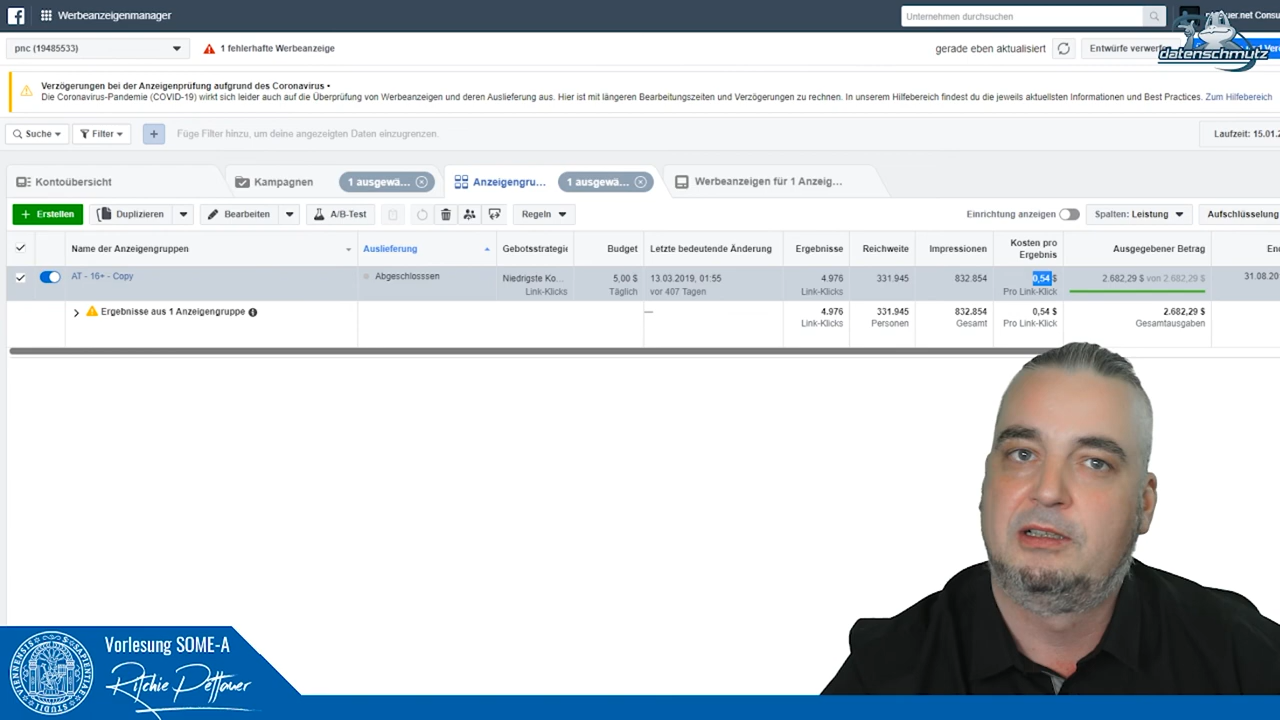 Werbeanzeigenmanager
Unternehmen durchsuchen
pnc (19485533)
1 fehlerhafte Werbeanzeige
gerade eben aktualisiert
Entwürfe
datenschmutz
Verzögerungen bei der Anzeigenprüfung aufgrund des Coronavirus •
Die Coronavirus-Pandemie (COVID-19) wirkt sich leider auch auf die Überprüfung von Werbeanzeigen und deren Auslieferung aus. Hier ist mit längeren Bearbeitungszeiten und Verzögerungen zu rechnen. In unserem Hilfebereich findest du die jeweils aktuellsten Informationen und Best Practices. Zum Hilfebereich
Suche Filter + Füge Filter hinzu, um deine angezeigten Daten einzugrenzen.
Laufzeit: 15.01.2
Kontoübersicht
Kampagnen
1 ausgewä...
Anzeigengru...
1 ausgewä...
Werbeanzeigen für 1 Anzeig...
+ Erstellen
Duplizieren
Bearbeiten
A/B-Test
Regeln
Einrichtung anzeigen
Spalten: Leistung
Aufschlüsselung
Name der Anzeigengruppen
Auslieferung
Gebotsstrategie
Budget
Letzte bedeutende Änderung
Ergebnisse
Reichweite
Impressionen
Kosten pro
Ergebnis
Ausgegebener Betrag
AT - 16+ - Copy
Abgeschlosssen
Niedrigste Ko...
Link-Klicks
5,00 $
Täglich
13.03.2019, 01:55
vor 407 Tagen
4.976
Link-Klicks
331.945
832.854
0,54 $
Pro Link-Klick
2.682,29 $ von 2.682,29 $
31.08.20
Ergebnisse aus 1 Anzeigengruppe
—
4.976
Link-Klicks
331.945
Personen
832.854
Gesamt
0,54 $
Pro Link-Klick
2.682,29 $
Gesamtausgaben
Vorlesung SOME-A
Ritchie Pettauer